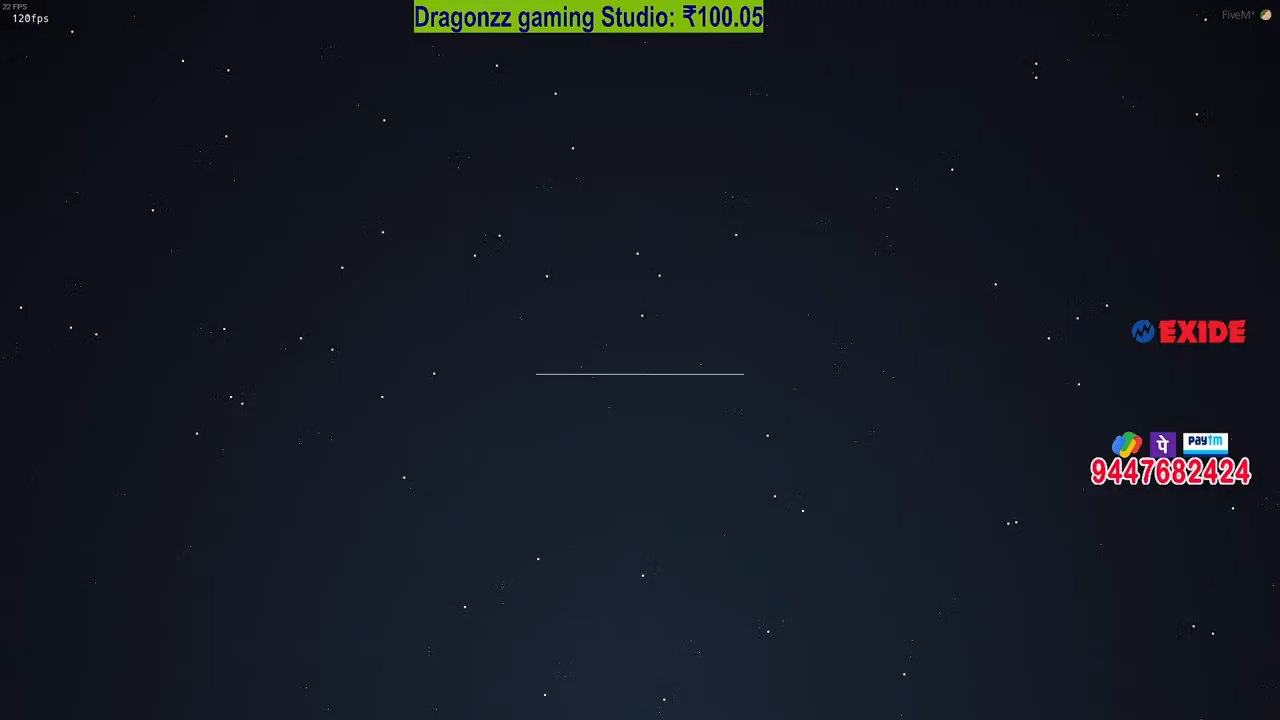 22 FPS
120fps
Dragonzz gaming Studio: ₹100.05
FiveM*
EXIDE
पे
paytm
9447682424